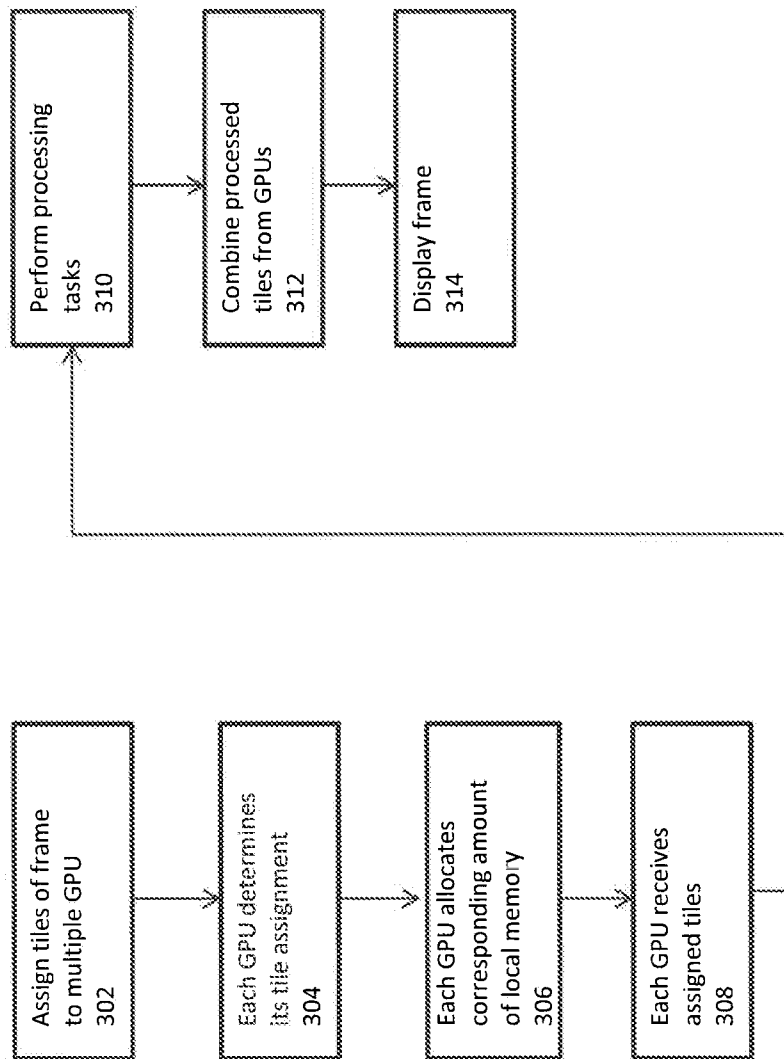 Assign tiles of frame
to multiple GPU
302
Each GPU determines
its tile assignment
304
Each GPU allocates
corresponding amount
of local memory
306
Each GPU receives
assigned tiles
308
Perform processing
tasks
310
Combine processed
tiles from GPUs
312
Display frame
314